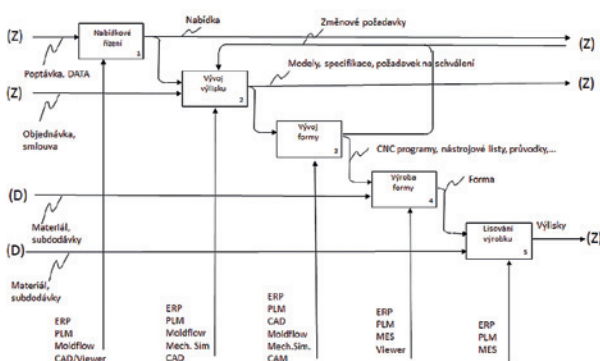 Nabídka
Změnové požadavky
(Z)
Nabídkové
řízení
1
(Z)
(Z)
Poptávka, DATA
Modely, specifikace, požadavek na schválení
(Z)
Vývoj
výlisku
2
(Z)
Objednávka,
smlouva
Vývoj
formy
3
CNC programy, nástrojové listy, průvodky,...
Výroba
formy
4
Forma
(D)
Materiál,
subdodávky
Lisování
výrobku
5
Výlisky
(Z)
(D)
Materiál,
subdodávky
ERP
PLM
Moldflow
CAD/Viewer
ERP
PLM
Moldflow
Mech. Sim
CAD
ERP
PLM
CAD
Moldflow
Mech.Sim.
CAM
ERP
PLM
MES
Viewer
ERP
PLM
MES